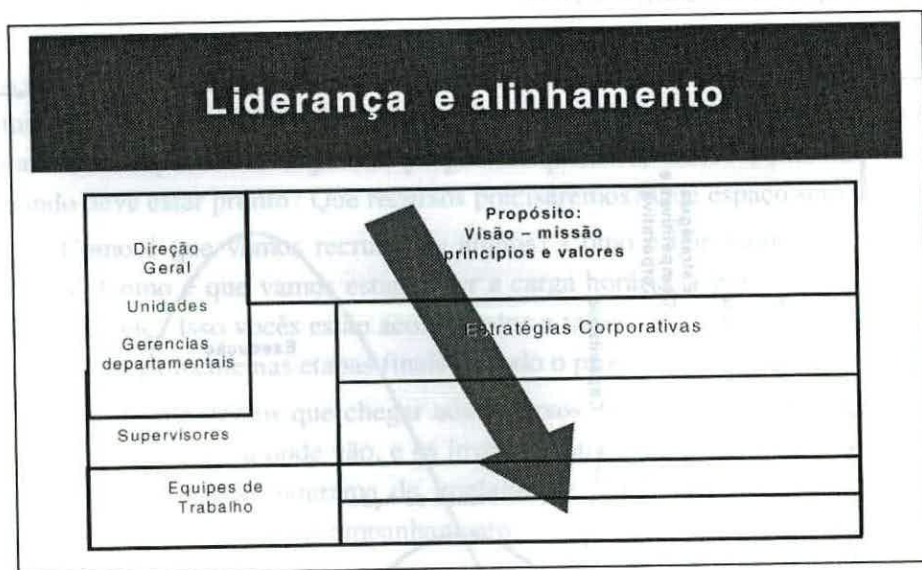 Liderança e alinhamento
Direção
Geral
Unidades
Gerencias
departamentais
Supervisores
Equipes de
Trabalho
Propósito:
Visão – missão
princípios e valores
Estratégias Corporativas